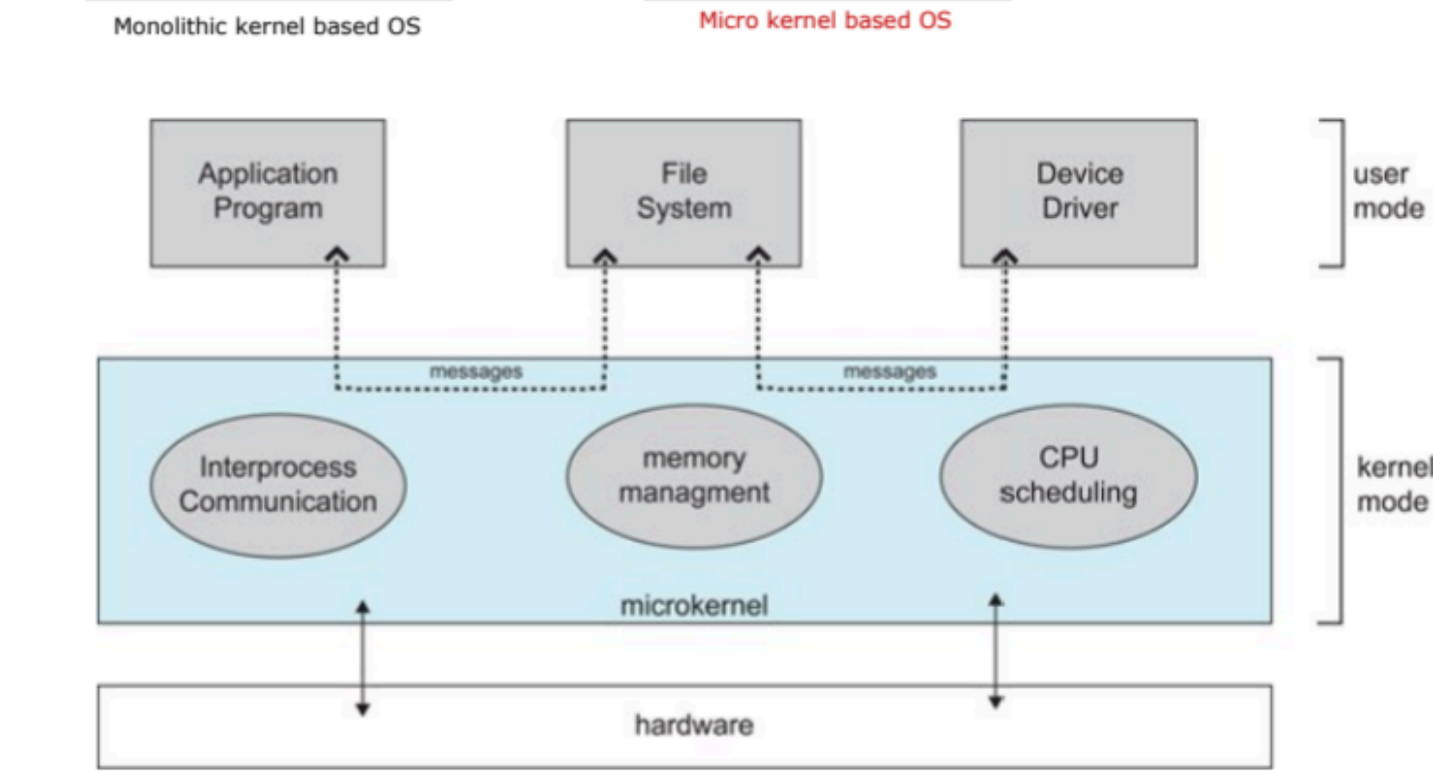 Monolithic kernel based OS
Micro kernel based OS
Application
Program
File
System
Device
Driver
user
mode
messages
messages
Interprocess
Communication
memory
managment
CPU
scheduling
kernel
mode
microkernel
hardware